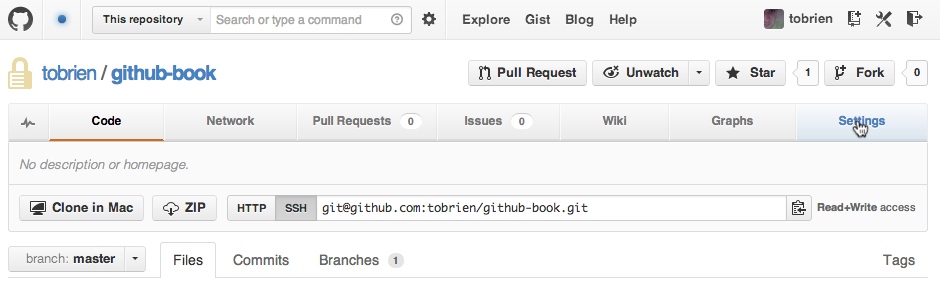 This repository Search or type a command Explore Gist Blog Help tobrien
tobrien / github-book Pull Request Unwatch Star 1 Fork 0
Code Network Pull Requests 0 Issues 0 Wiki Graphs Settings
No description or homepage.
Clone in Mac ZIP HTTP SSH git@github.com:tobrien/github-book.git Read+Write access
branch: master Files Commits Branches 1 Tags